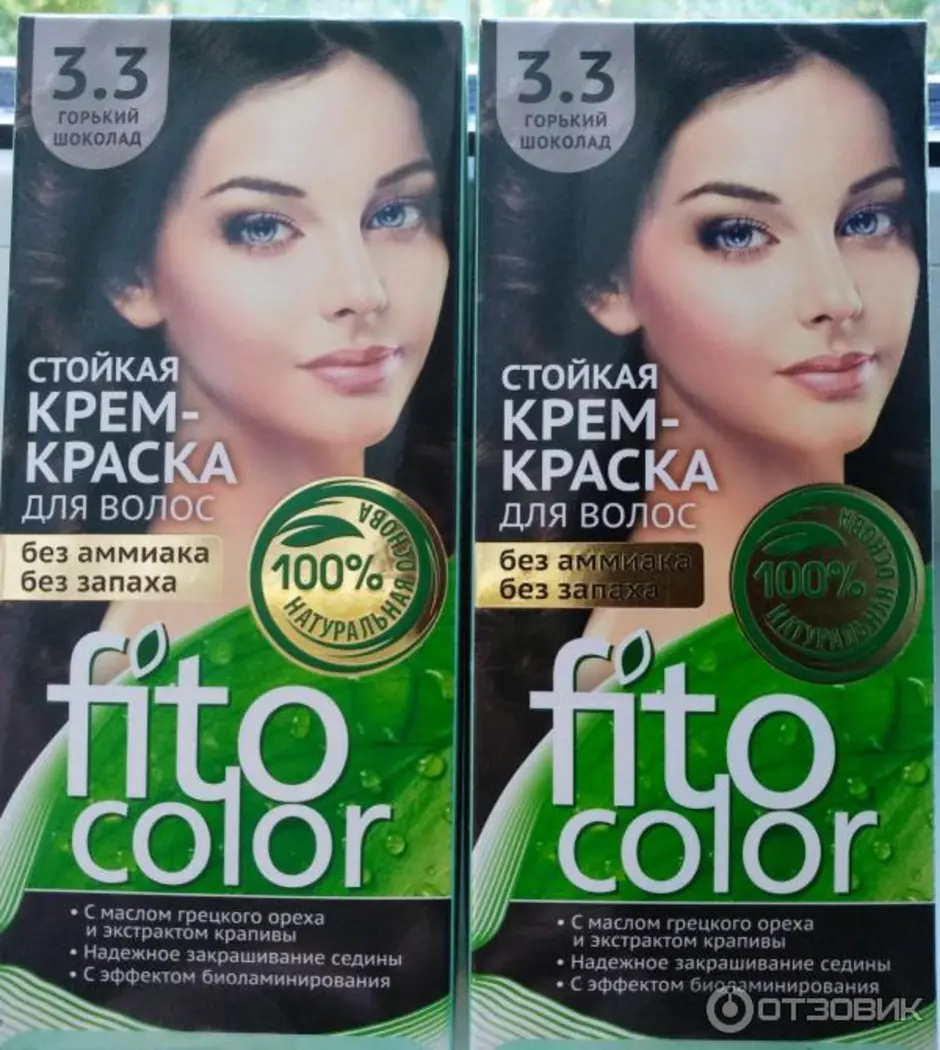 3.3
ГОРЬКИЙ
ШОКОЛАД
СТОЙКАЯ
КРЕМ-
КРАСКА
ДЛЯ ВОЛОС
без аммиака
без запаха
100%
НАТУРАЛЬНАЯ ОСНОВА
fito
color
• С маслом грецкого ореха
и экстрактом крапивы
• Надежное закрашивание седины
• С эффектом биоламинирования
3.3
ГОРЬКИЙ
ШОКОЛАД
СТОЙКАЯ
КРЕМ-
КРАСКА
ДЛЯ ВОЛОС
без аммиака
без запаха
100%
НАТУРАЛЬНАЯ ОСНОВА
fito
color
• С маслом грецкого ореха
и экстрактом крапивы
• Надежное закрашивание седины
• С эффектом биоламинирования
ОТЗОВИК